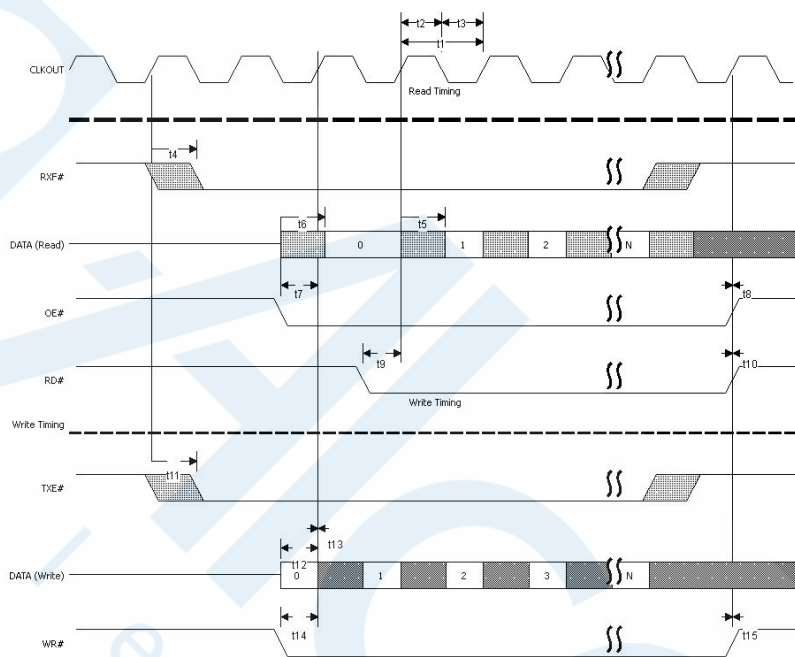 t2 t3
t1
CLKOUT
Read Timing
t4
RXF#
t6 t5
DATA (Read) 0 1 2 N
t7 t8
OE#
t9 t10
RD#
Write Timing
Write Timing
t11
TXE#
t13
t12
DATA (Write) 0 1 2 3 N
t14 t15
WR#